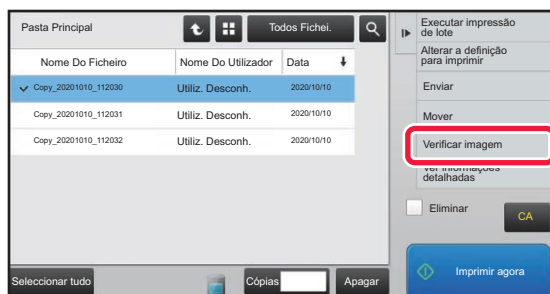 Pasta Principal
Todos Fichei.
Nome Do Ficheiro
Nome Do Utilizador
Data
Copy_20201010_112030
Utiliz. Desconh.
2020/10/10
Copy_20201010_112031
Utiliz. Desconh.
2020/10/10
Copy_20201010_112032
Utiliz. Desconh.
2020/10/10
Seleccionar tudo
Cópias
Apagar
Executar impressão
de lote
Alterar a definição
para imprimir
Enviar
Mover
Verificar imagem
Ver informações
detalhadas
Eliminar
CA
Imprimir agora